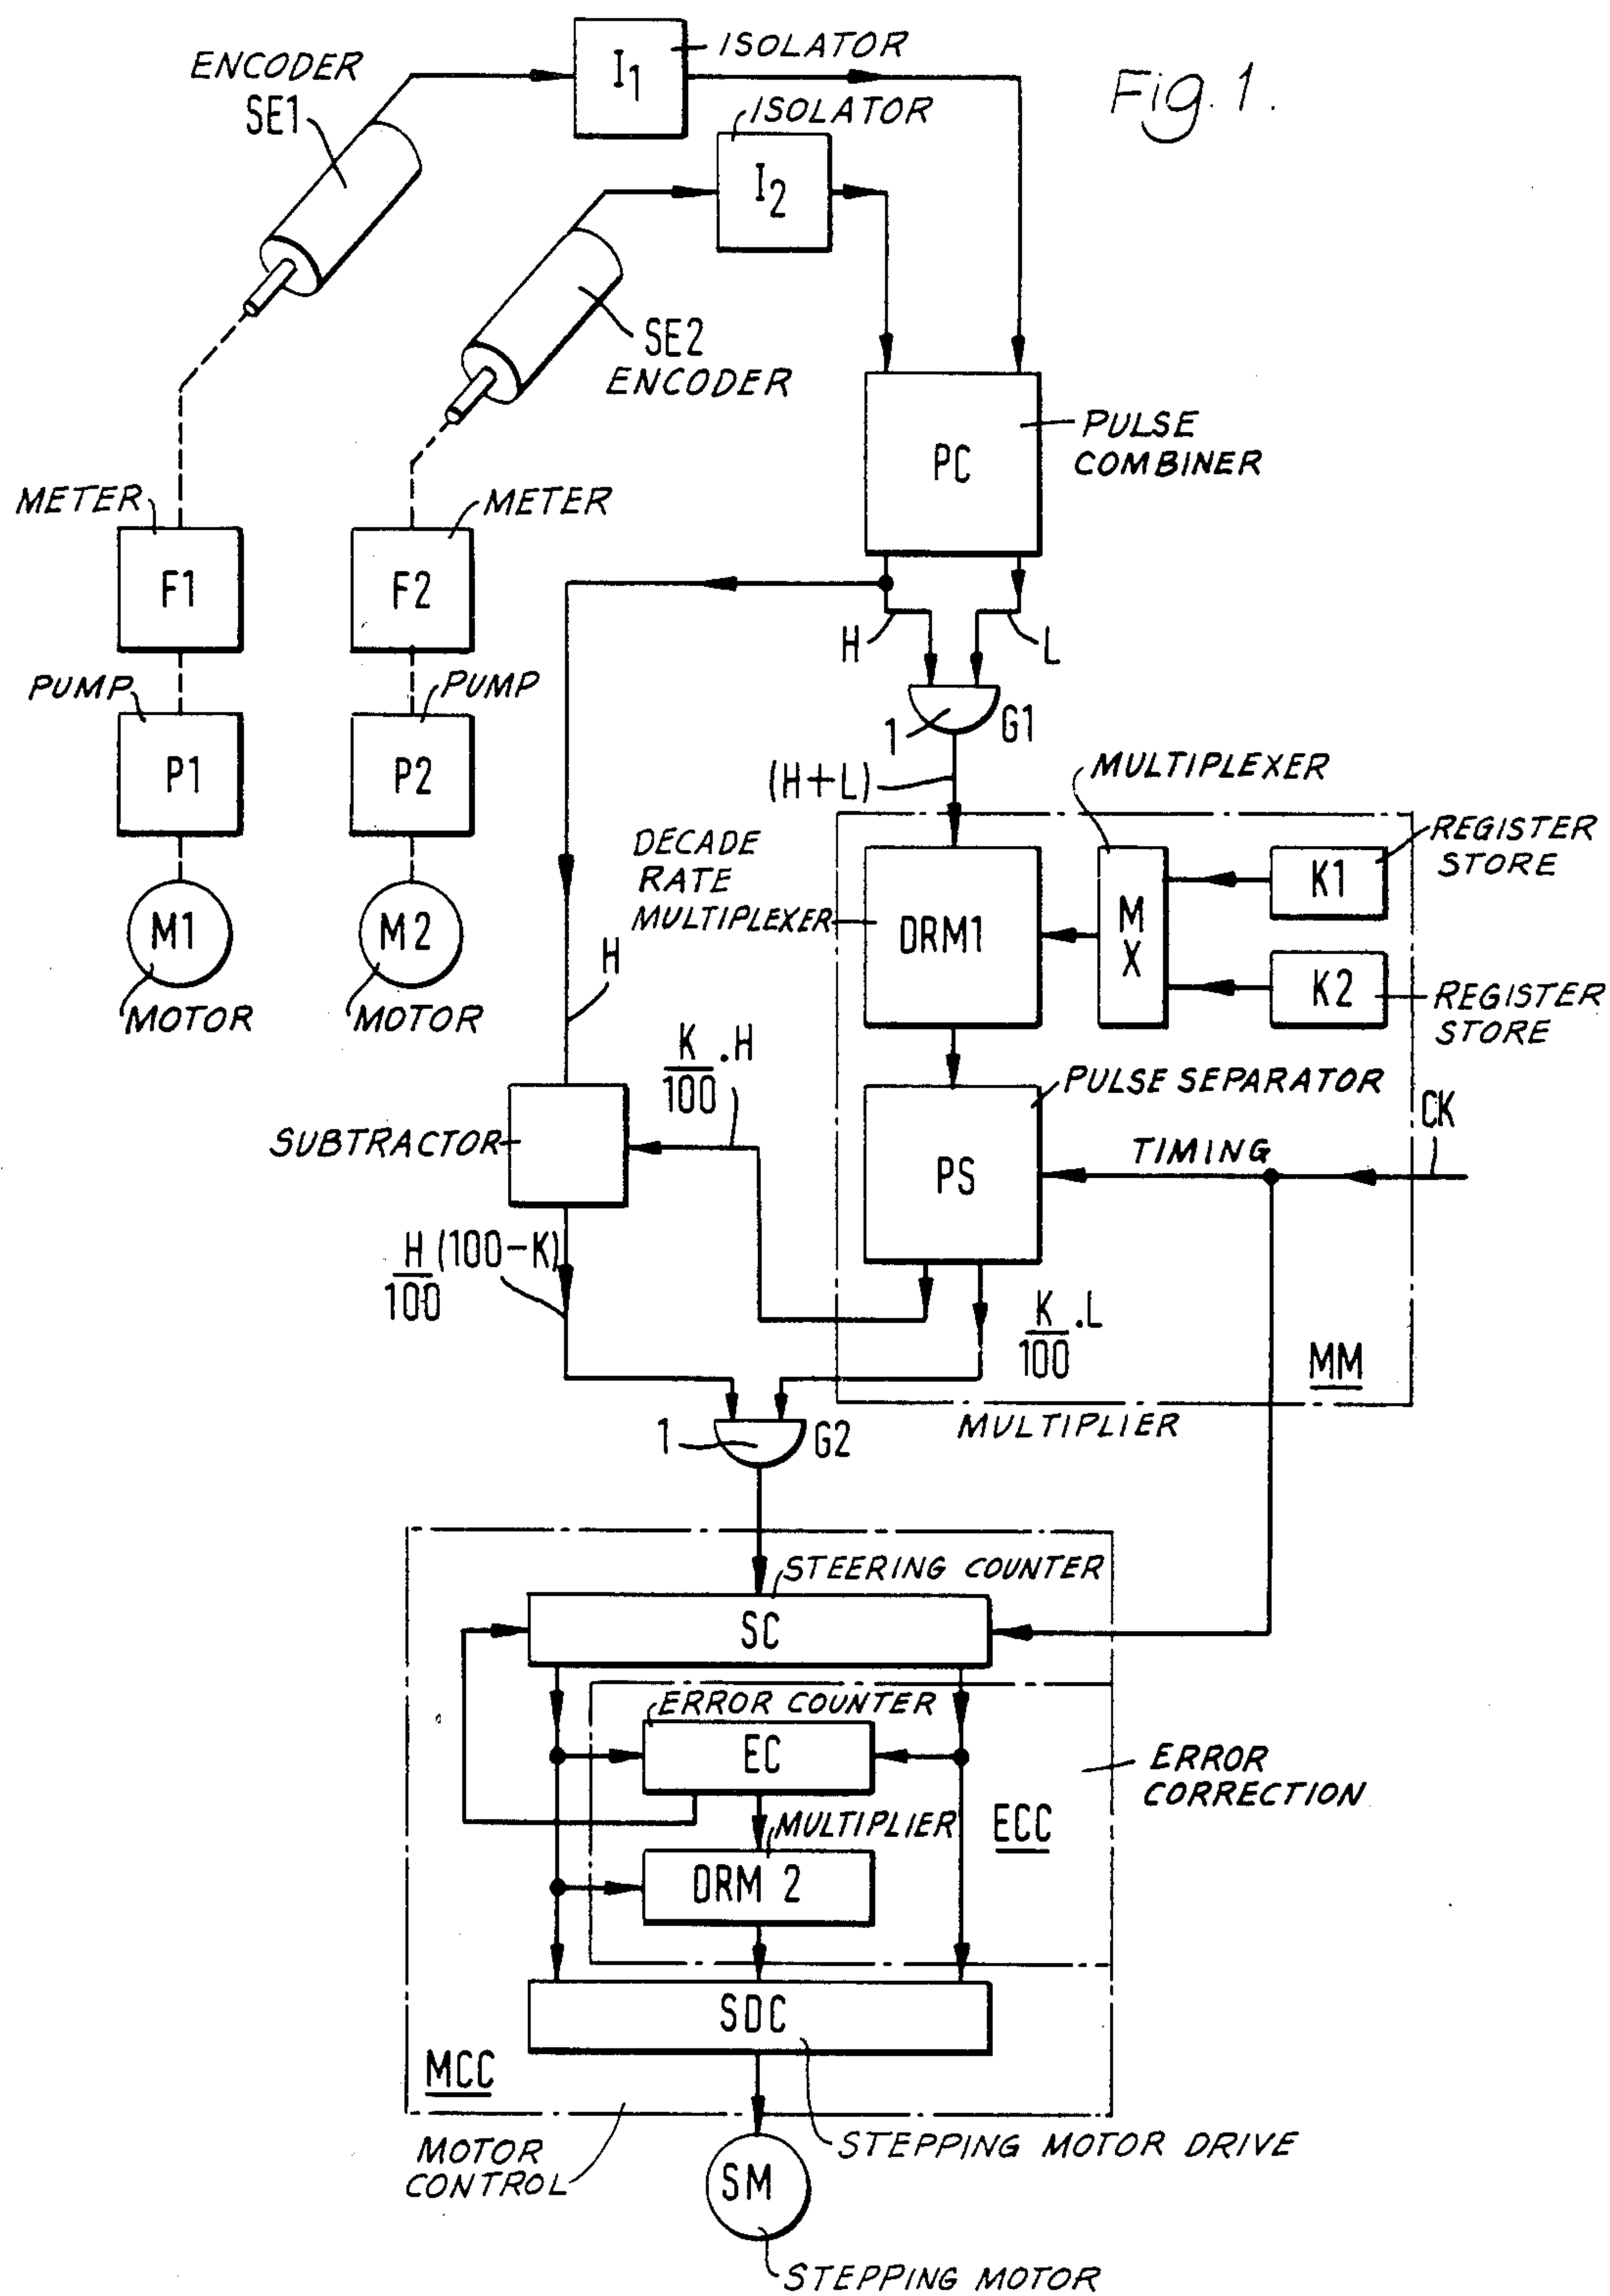 Fig. 1.
ENCODER
SE1
I1
ISOLATOR
ISOLATOR
I2
SE2
ENCODER
PC
PULSE
COMBINER
METER
METER
F1
F2
H
L
PUMP
PUMP
1
G1
P1
P2
(H+L)
MULTIPLEXER
REGISTER
STORE
DECADE
RATE
MULTIPLEXER
DRM1
M
X
K1
K2
M1
M2
H
MOTOR
MOTOR
REGISTER
STORE
K/100 .H
PULSE SEPARATOR
CK
SUBTRACTOR
TIMING
PS
H/100 (100-K)
K/100 .L
MM
MULTIPLIER
1
G2
STEERING COUNTER
SC
ERROR COUNTER
EC
ERROR
CORRECTION
MULTIPLIER
ECC
DRM 2
SDC
MCC
MOTOR
CONTROL
STEPPING MOTOR DRIVE
SM
STEPPING MOTOR